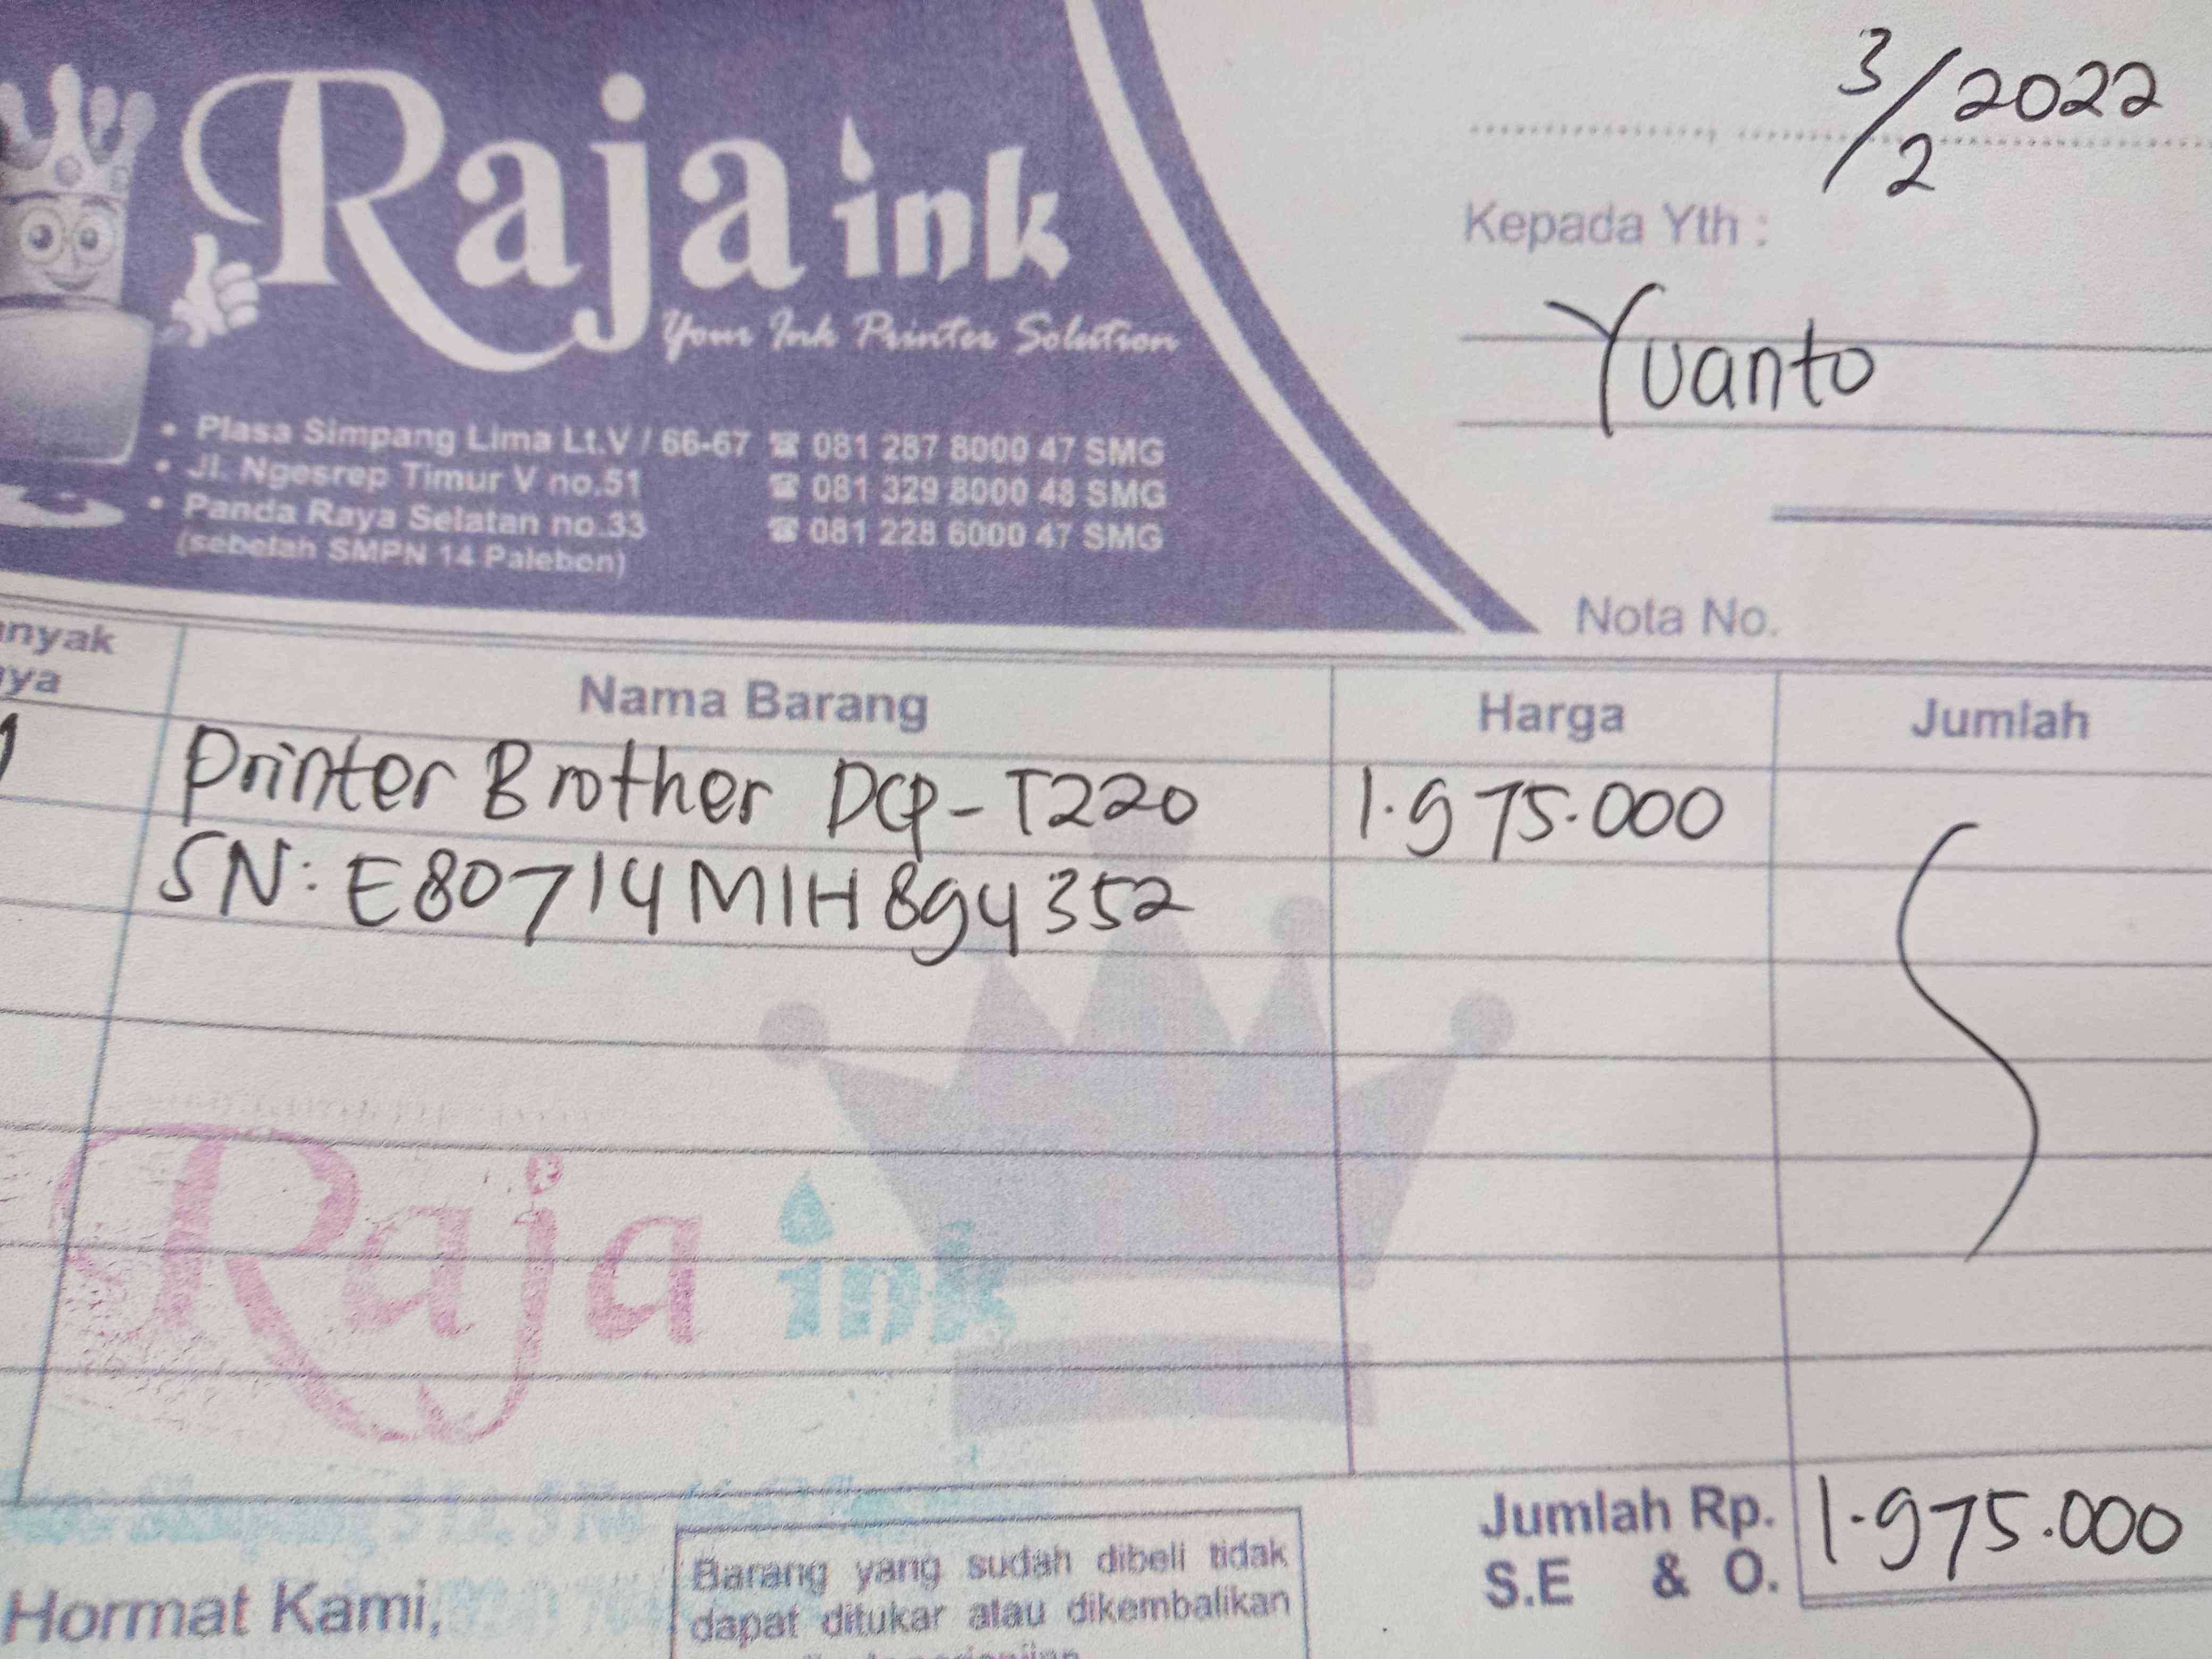 Raja ink
Your Ink Printer Solution
• Plasa Simpang Lima Lt.V / 66-67 ☎ 081 287 8000 47 SMG
• Jl. Ngesrep Timur V no.51 ☎ 081 329 8000 48 SMG
• Panda Raya Selatan no.33 ☎ 081 228 6000 47 SMG
(sebelah SMPN 14 Palebon)
3/2 2022
Kepada Yth :
Yuanto
Nota No.
anyak
nya
Nama Barang
Harga
Jumlah
1 Printer Brother DCP-T220 1.975.000
SN: E80714M1H894352
Raja ink
Jumlah Rp. 1.975.000
S.E & O.
Hormat Kami,
Barang yang sudah dibeli tidak
dapat ditukar atau dikembalikan